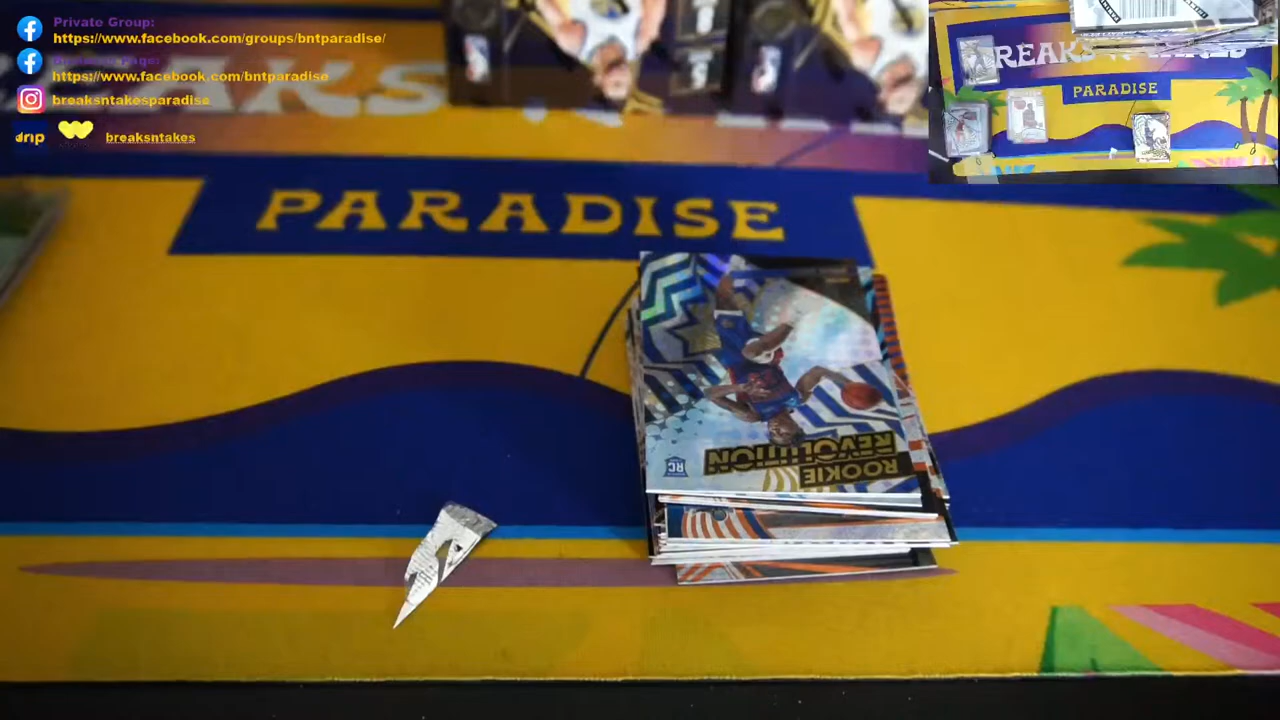 Private Group:
https://www.facebook.com/groups/bntparadise/
https://www.facebook.com/bntparadise
breaksntakesparadise
drip
breaksntakes
EAKS
PARADISE
ROOKIE
REVOLUTION
RC
PARADISE